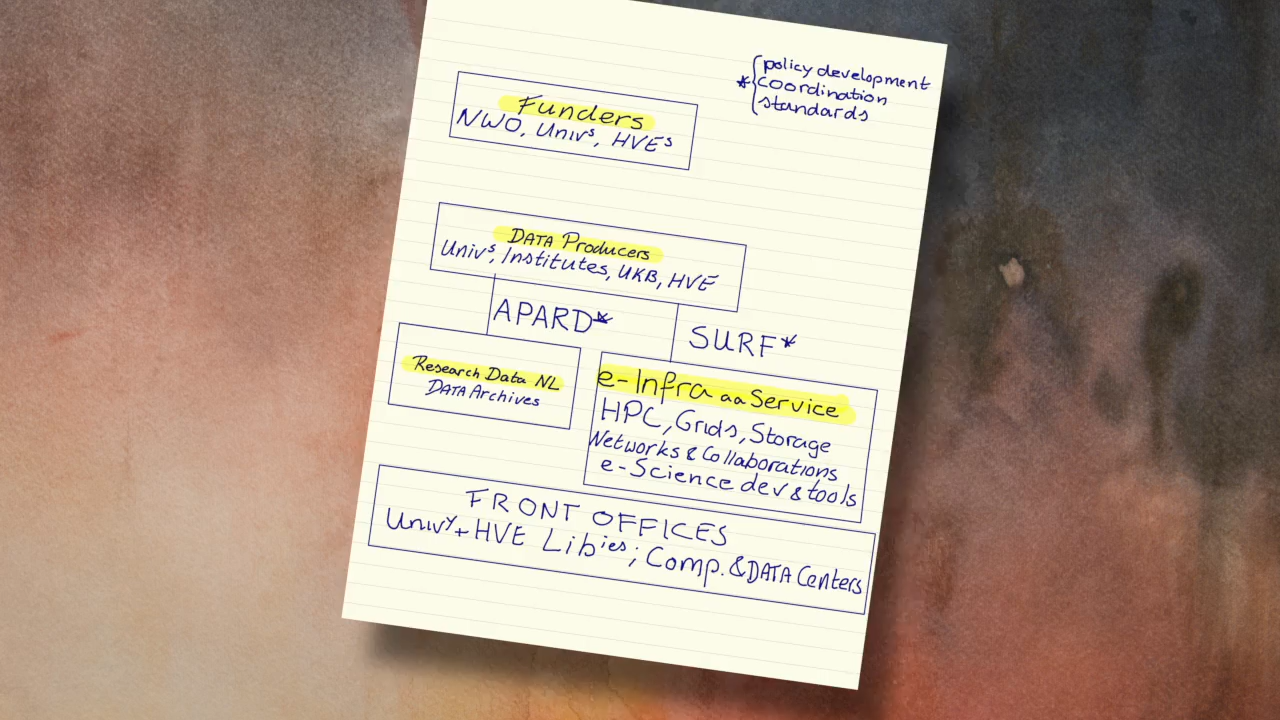 policy development
* coordination
standards
Funders
NWO, Univˢ, HVEˢ
DATA Producers
Univˢ, Institutes, UKB, HVE
APARD*
SURF*
Research Data NL
DATA Archives
e-Infra aa Service
HPC, Grids, Storage
Networks & Collaborations
e-Science dev & tools
FRONT OFFICES
Univʸ + HVE Libⁱᵉˢ; Comp. & DATA Centers